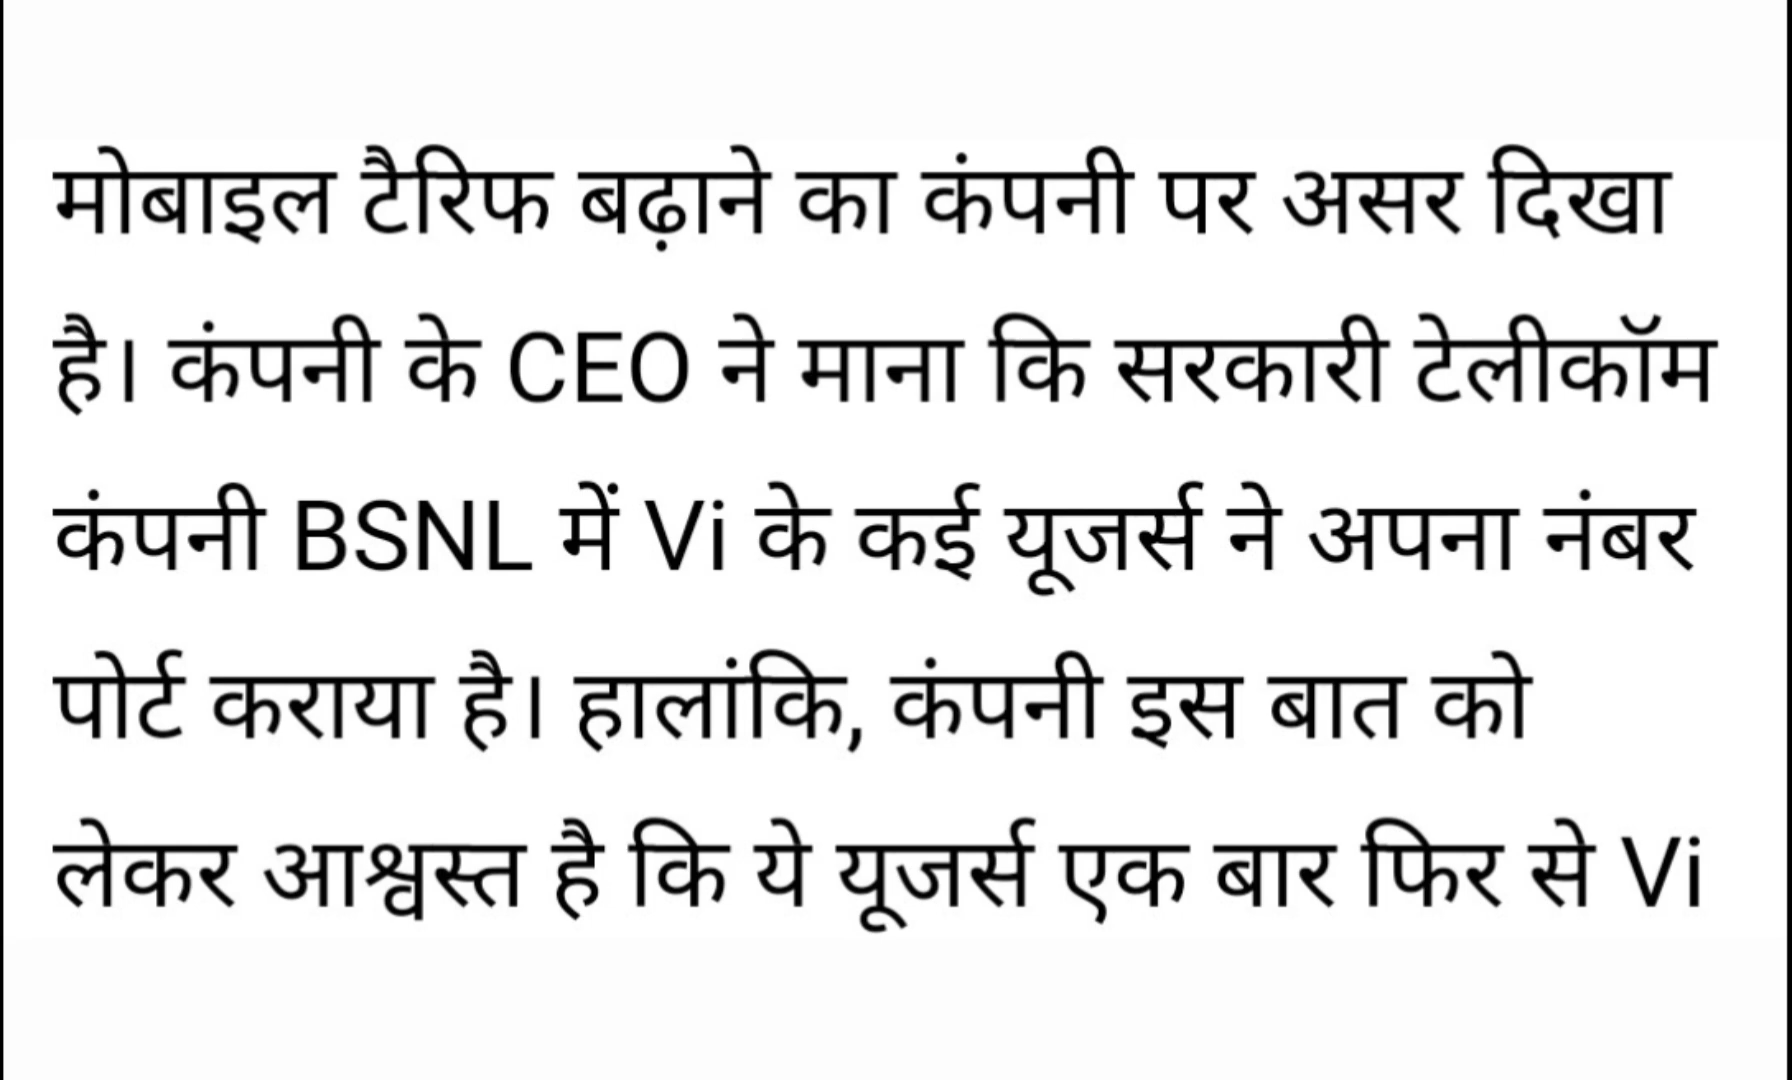 मोबाइल टैरिफ बढ़ाने का कंपनी पर असर दिखा
है। कंपनी के CEO ने माना कि सरकारी टेलीकॉम
कंपनी BSNL में Vi के कई यूजर्स ने अपना नंबर
पोर्ट कराया है। हालांकि, कंपनी इस बात को
लेकर आश्वस्त है कि ये यूजर्स एक बार फिर से Vi